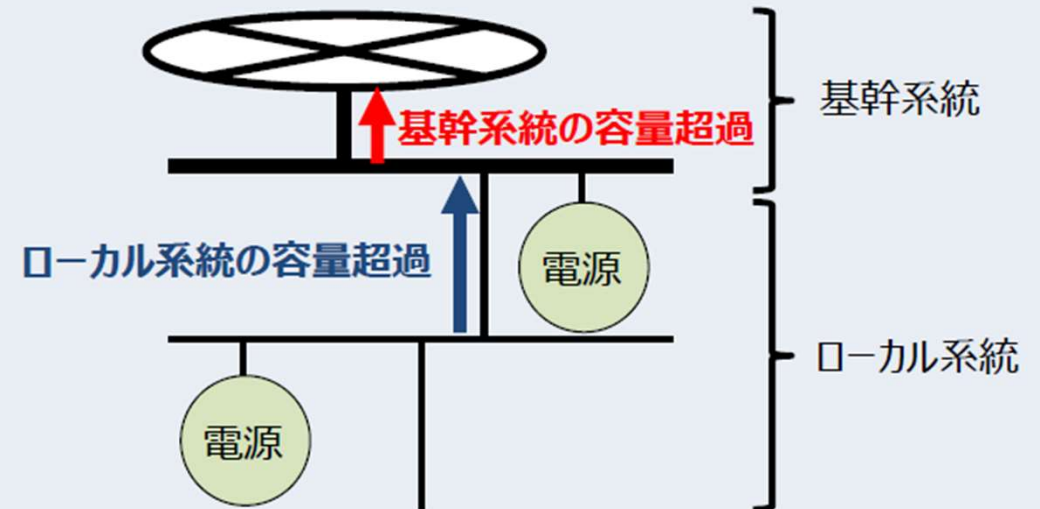 基幹系統の容量超過
基幹系統
ローカル系統の容量超過
電源
ローカル系統
電源